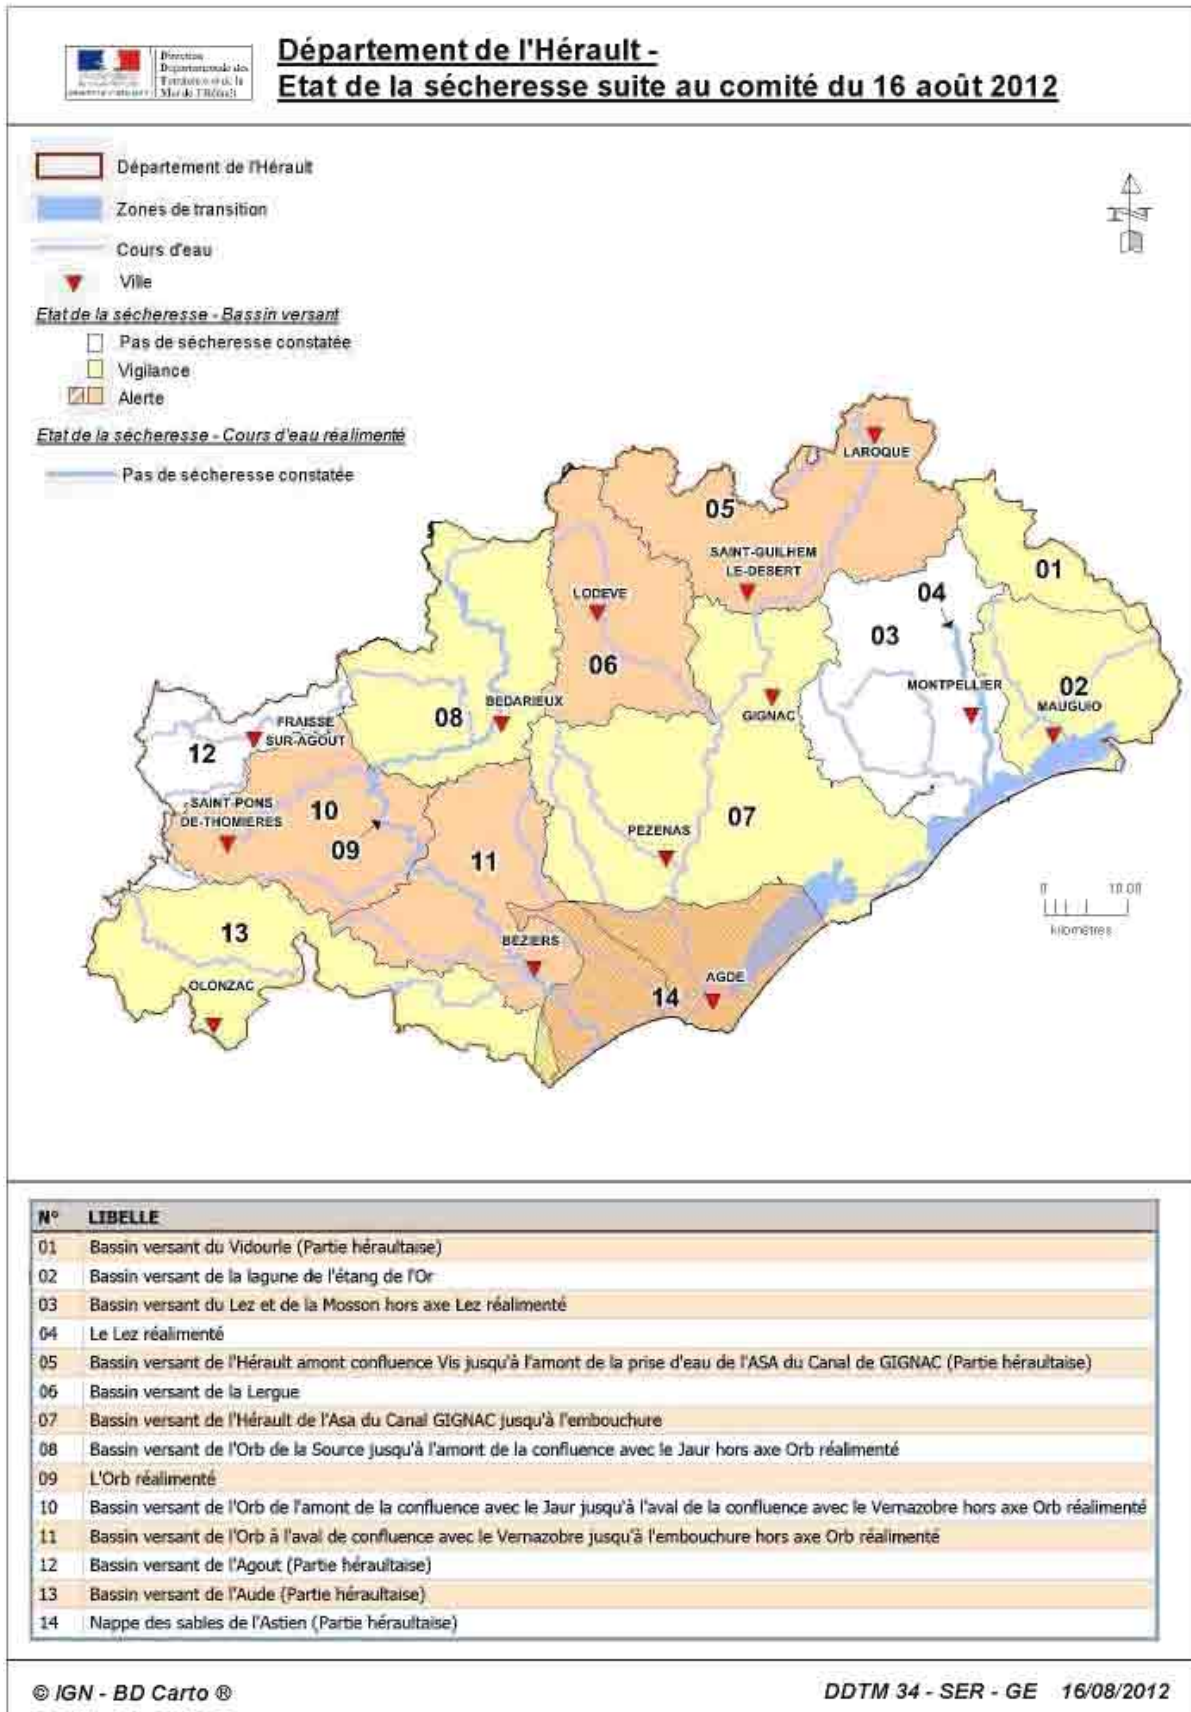 Direction
Départementale des
Territoires et de la
Mer de l'Hérault
Département de l'Hérault -
Etat de la sécheresse suite au comité du 16 août 2012
Département de l'Hérault
Zones de transition
Cours d'eau
Ville
Etat de la sécheresse - Bassin versant
Pas de sécheresse constatée
Vigilance
Alerte
Etat de la sécheresse - Cours d'eau réalimenté
Pas de sécheresse constatée
N
LAROQUE
05
SAINT-GUILHEM
LE-DESERT
01
04
LODEVE
03
06
MONTPELLIER
02
MAUGUIO
BEDARIEUX
GIGNAC
08
FRAISSE
SUR-AGOUT
12
SAINT-PONS
DE-THOMIERES
10
07
PEZENAS
09
11
0 10.00
kilomètres
13
BEZIERS
OLONZAC
AGDE
14
N° LIBELLE
01 Bassin versant du Vidourle (Partie héraultaise)
02 Bassin versant de la lagune de l'étang de l'Or
03 Bassin versant du Lez et de la Mosson hors axe Lez réalimenté
04 Le Lez réalimenté
05 Bassin versant de l'Hérault amont confluence Vis jusqu'à l'amont de la prise d'eau de l'ASA du Canal de GIGNAC (Partie héraultaise)
06 Bassin versant de la Lergue
07 Bassin versant de l'Hérault de l'Asa du Canal GIGNAC jusqu'à l'embouchure
08 Bassin versant de l'Orb de la Source jusqu'à l'amont de la confluence avec le Jaur hors axe Orb réalimenté
09 L'Orb réalimenté
10 Bassin versant de l'Orb de l'amont de la confluence avec le Jaur jusqu'à l'aval de la confluence avec le Vernazobre hors axe Orb réalimenté
11 Bassin versant de l'Orb à l'aval de confluence avec le Vernazobre jusqu'à l'embouchure hors axe Orb réalimenté
12 Bassin versant de l'Agout (Partie héraultaise)
13 Bassin versant de l'Aude (Partie héraultaise)
14 Nappe des sables de l'Astien (Partie héraultaise)
© IGN - BD Carto ®
DDTM 34 - SER - GE 16/08/2012